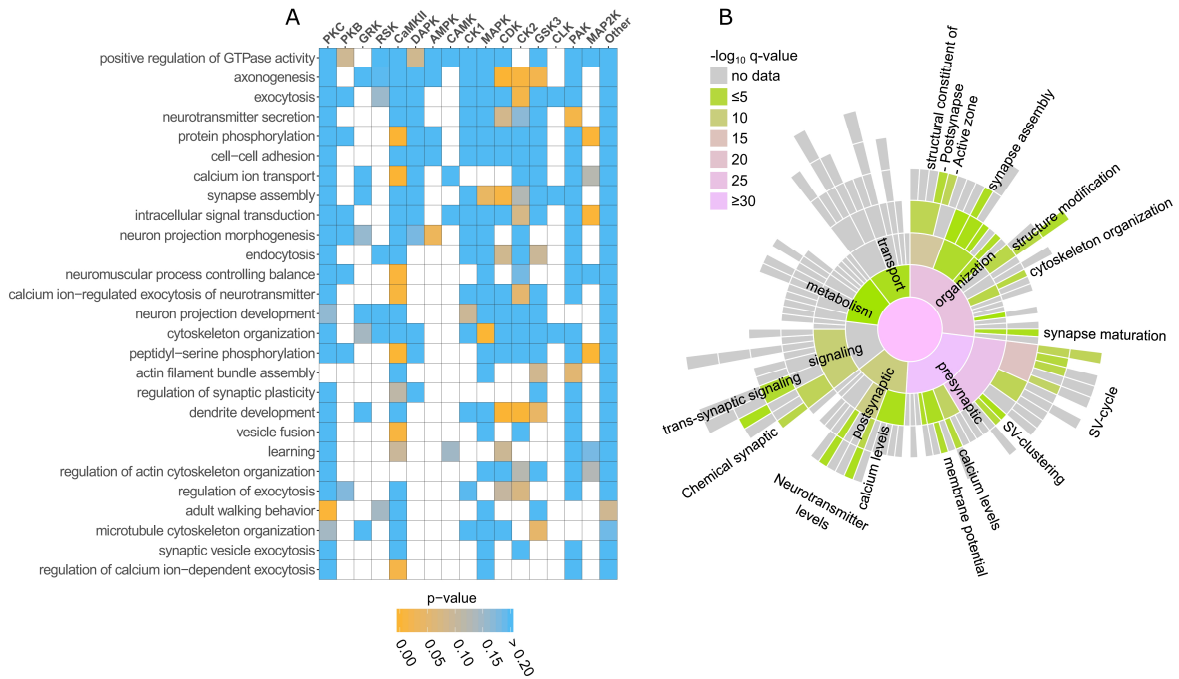 A
PKC
PKB
GRK
RSK
CaMKII
DAPK
AMPK
CAMK
CK1
MAPK
CDK
CK2
GSK3
CLK
PAK
MAP2K
Other
positive regulation of GTPase activity
axonogenesis
exocytosis
neurotransmitter secretion
protein phosphorylation
cell−cell adhesion
calcium ion transport
synapse assembly
intracellular signal transduction
neuron projection morphogenesis
endocytosis
neuromuscular process controlling balance
calcium ion-regulated exocytosis of neurotransmitter
neuron projection development
cytoskeleton organization
peptidyl−serine phosphorylation
actin filament bundle assembly
regulation of synaptic plasticity
dendrite development
vesicle fusion
learning
regulation of actin cytoskeleton organization
regulation of exocytosis
adult walking behavior
microtubule cytoskeleton organization
synaptic vesicle exocytosis
regulation of calcium ion−dependent exocytosis
p−value
0.00
0.05
0.10
0.15
> 0.20
B
-log10 q-value
no data
≤5
10
15
20
25
≥30
structural constituent of
- Postsynapse
- Active zone
synapse assembly
structure modification
cytoskeleton organization
organization
synapse maturation
transport
metabolism
signaling
trans-synaptic signaling
Chemical synaptic
postsynaptic
Neurotransmitter
levels
calcium levels
presynaptic
SV-cycle
SV-clustering
calcium levels
membrane potential